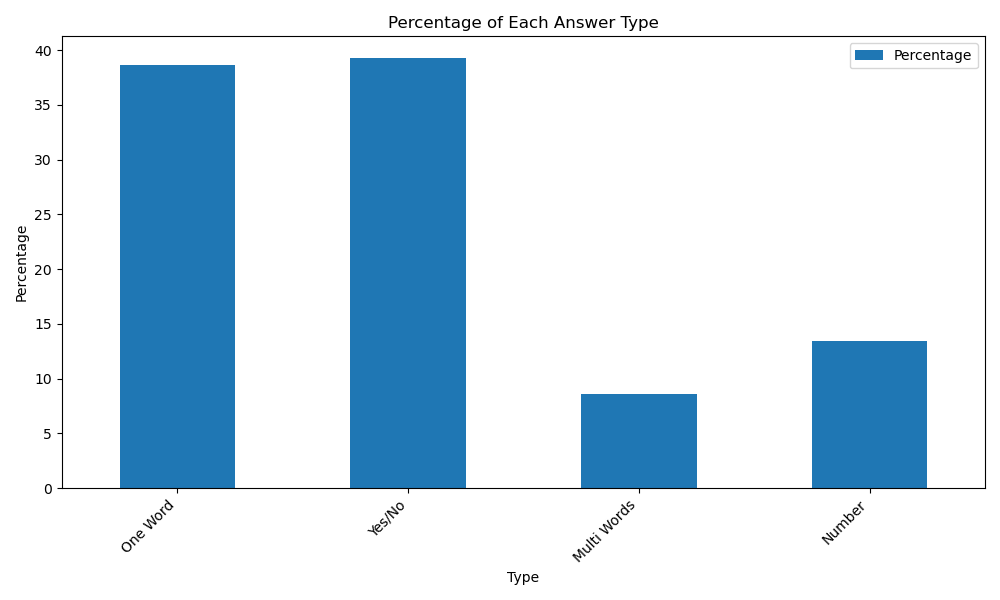 Percentage of Each Answer Type
Percentage
40
35
30
25
20
15
10
5
0
Percentage
One Word
Yes/No
Multi Words
Number
Type